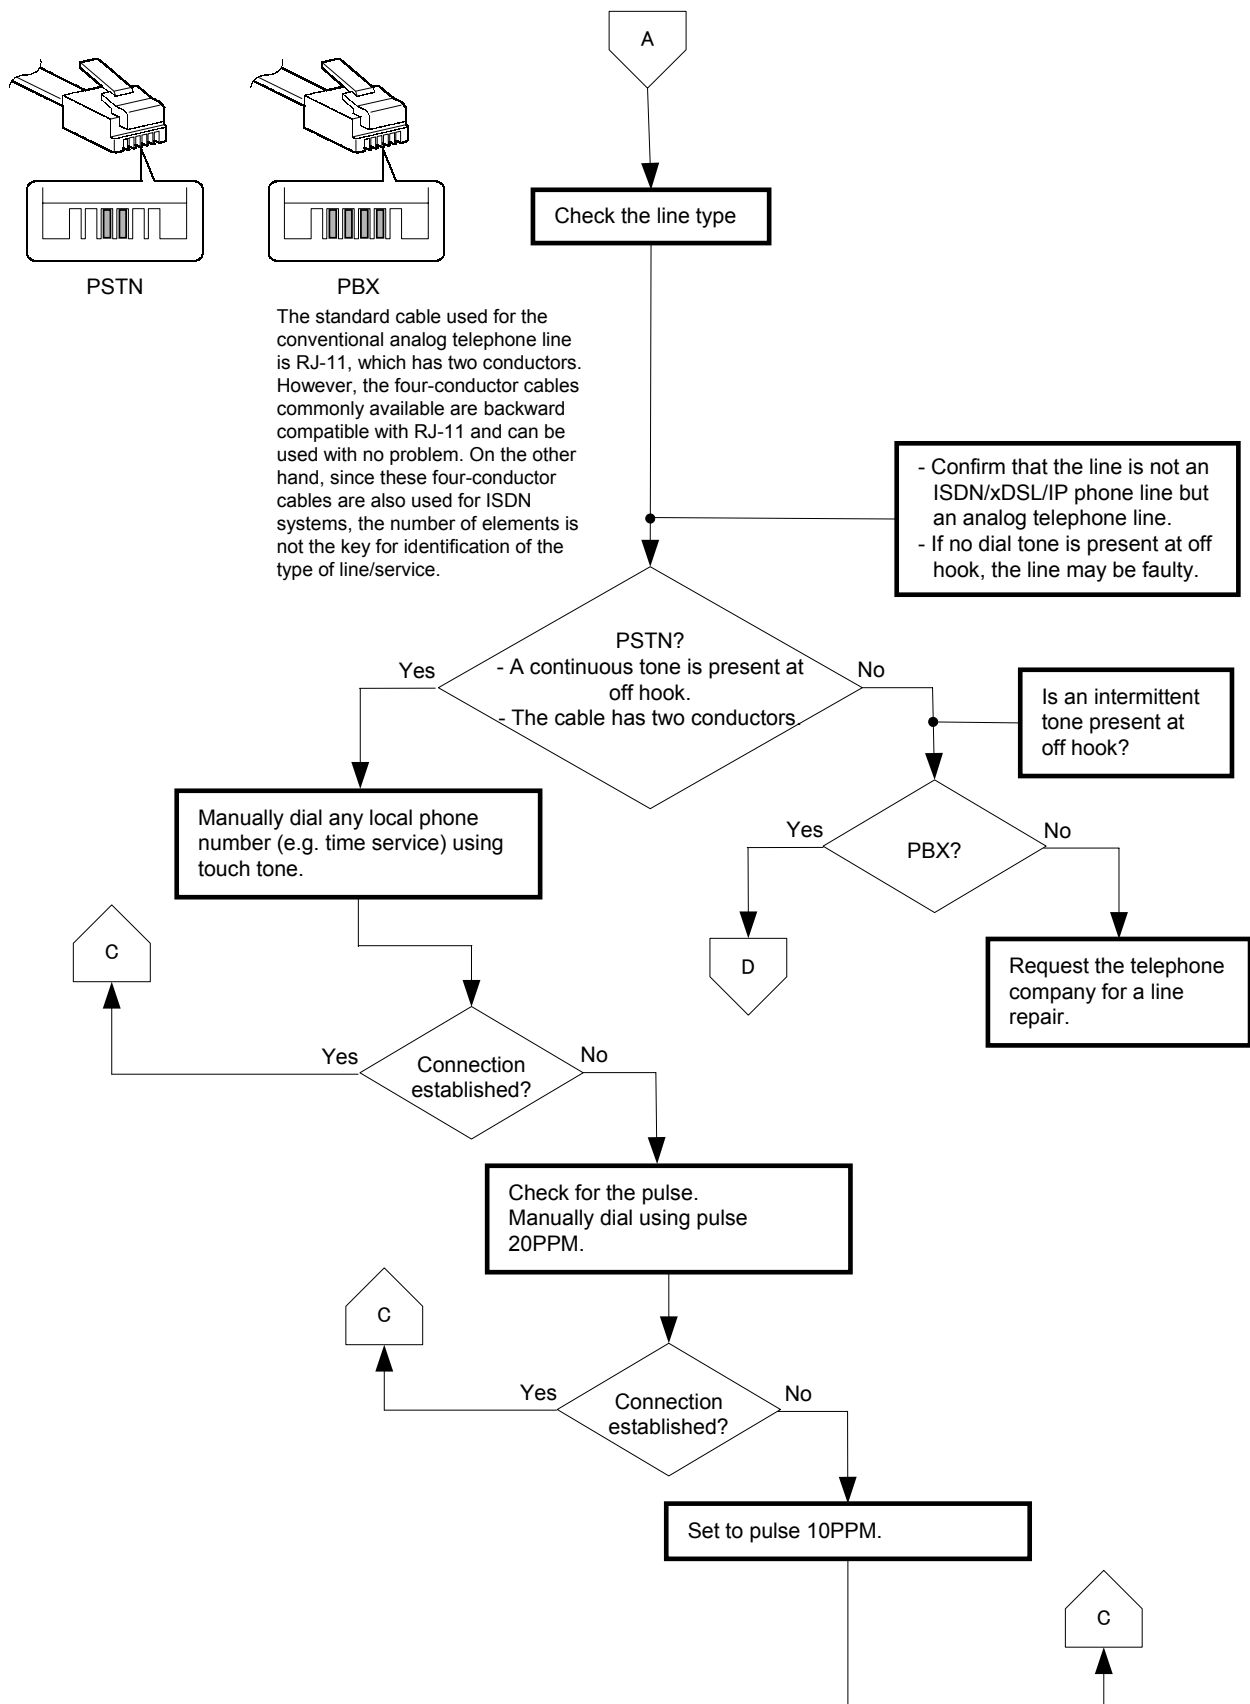 A
PSTN
PBX
The standard cable used for the
conventional analog telephone line
is RJ-11, which has two conductors.
However, the four-conductor cables
commonly available are backward
compatible with RJ-11 and can be
used with no problem. On the other
hand, since these four-conductor
cables are also used for ISDN
systems, the number of elements is
not the key for identification of the
type of line/service.
Check the line type
- Confirm that the line is not an
ISDN/xDSL/IP phone line but
an analog telephone line.
- If no dial tone is present at off
hook, the line may be faulty.
PSTN?
- A continuous tone is present at
off hook.
- The cable has two conductors.
Yes
No
Is an intermittent
tone present at
off hook?
Manually dial any local phone
number (e.g. time service) using
touch tone.
Yes
PBX?
No
C
D
Request the telephone
company for a line
repair.
Yes
Connection
established?
No
Check for the pulse.
Manually dial using pulse
20PPM.
C
Yes
Connection
established?
No
Set to pulse 10PPM.
C